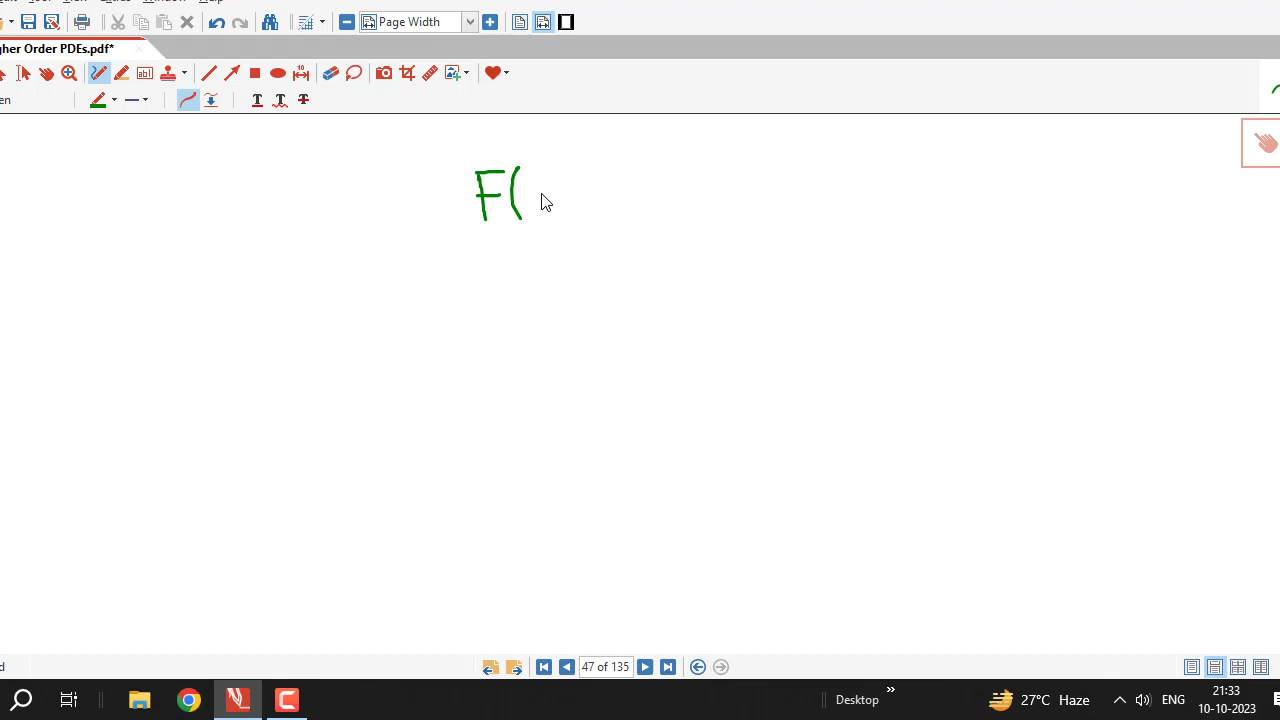 Page Width
gher Order PDEs.pdf*
F(
47 of 135
Desktop
27°C Haze
ENG
21:33
10-10-2023